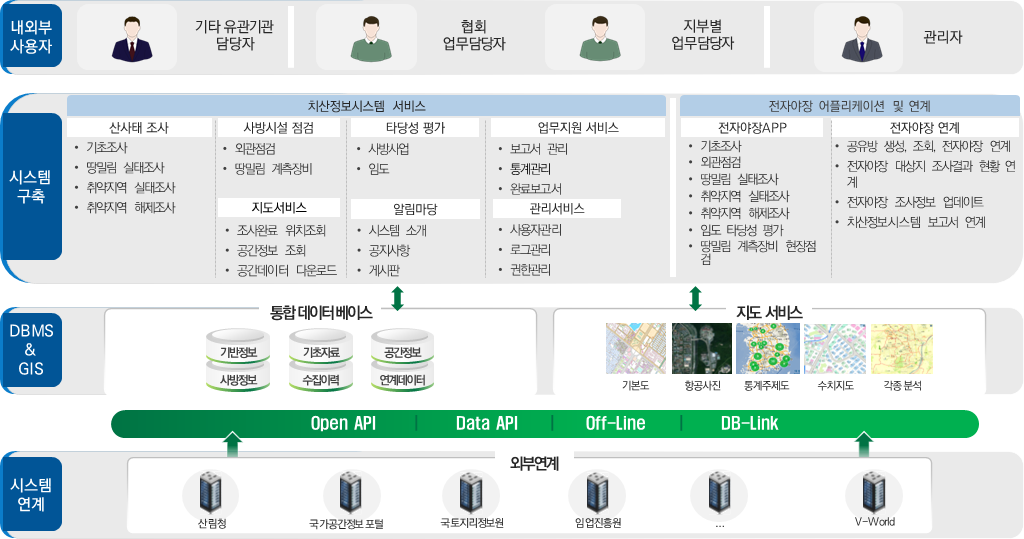 내외부
사용자
기타 유관기관
담당자
협회
업무담당자
지부별
업무담당자
관리자
시스템
구축
치산정보시스템 서비스
산사태 조사
• 기초조사
• 땅밀림 실태조사
• 취약지역 실태조사
• 취약지역 해제조사
사방시설 점검
• 외관점검
• 땅밀림 계측장비
지도서비스
• 조사완료 위치조회
• 공간정보 조회
• 공간데이터 다운로드
타당성 평가
• 사방사업
• 임도
알림마당
• 시스템 소개
• 공지사항
• 게시판
업무지원 서비스
• 보고서 관리
• 통계관리
• 완료보고서
관리서비스
• 사용자관리
• 로그관리
• 권한관리
전자야장 어플리케이션 및 연계
전자야장APP
• 기초조사
• 외관점검
• 땅밀림 실태조사
• 취약지역 실태조사
• 취약지역 해제조사
• 임도 타당성 평가
• 땅밀림 계측장비 현장점
검
전자야장 연계
• 공유방 생성, 조회, 전자야장 연계
• 전자야장 대상지 조사결과 현황 연
계
• 전자야장 조사정보 업데이트
• 치산정보시스템 보고서 연계
DBMS
&
GIS
통합 데이터 베이스
기반정보
기초자료
공간정보
사방정보
수집이력
연계데이터
지도 서비스
기본도
항공사진
통계주제도
수치지도
각종 분석
Open API | Data API | Off-Line | DB-Link
시스템
연계
외부연계
산림청
국가공간정보 포털
국토지리정보원
임업진흥원
...
V-World